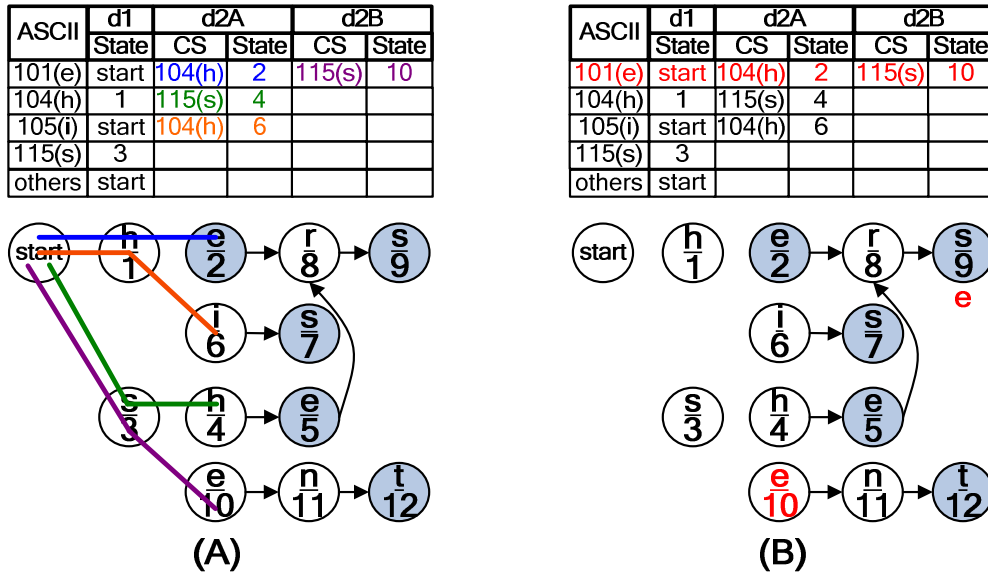 ASCII d1 d2A d2B
State CS State CS State
101(e) start 104(h) 2 115(s) 10
104(h) 1 115(s) 4
105(i) start 104(h) 6
115(s) 3
others start
start h 1 e 2 r 8 s 9
i 6 s 7
s 3 h 4 e 5
e 10 n 11 t 12
(A)
ASCII d1 d2A d2B
State CS State CS State
101(e) start 104(h) 2 115(s) 10
104(h) 1 115(s) 4
105(i) start 104(h) 6
115(s) 3
others start
start h 1 e 2 r 8 s 9
e
i 6 s 7
s 3 h 4 e 5
e 10 n 11 t 12
(B)